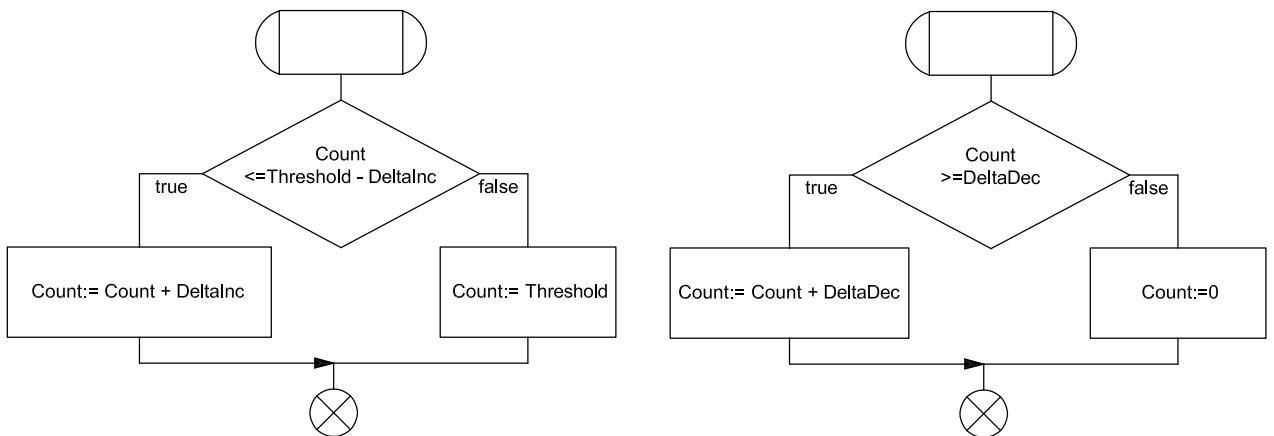 Count
<=Threshold - DeltaInc
true
false
Count:= Count + DeltaInc
Count:= Threshold
Count
>=DeltaDec
true
false
Count:= Count + DeltaDec
Count:=0